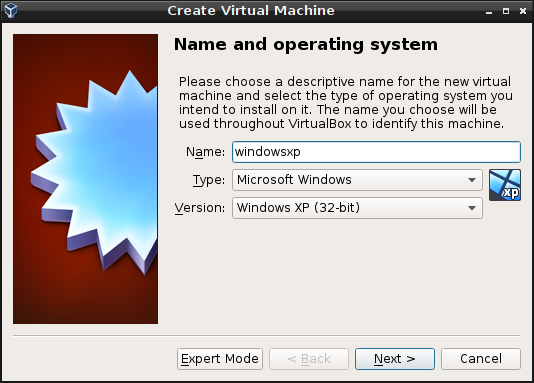 Create Virtual Machine
Name and operating system
Please choose a descriptive name for the new virtual
machine and select the type of operating system you
intend to install on it. The name you choose will be
used throughout VirtualBox to identify this machine.
Name: windowsxp
Type: Microsoft Windows
xp
Version: Windows XP (32-bit)
Expert Mode < Back Next > Cancel